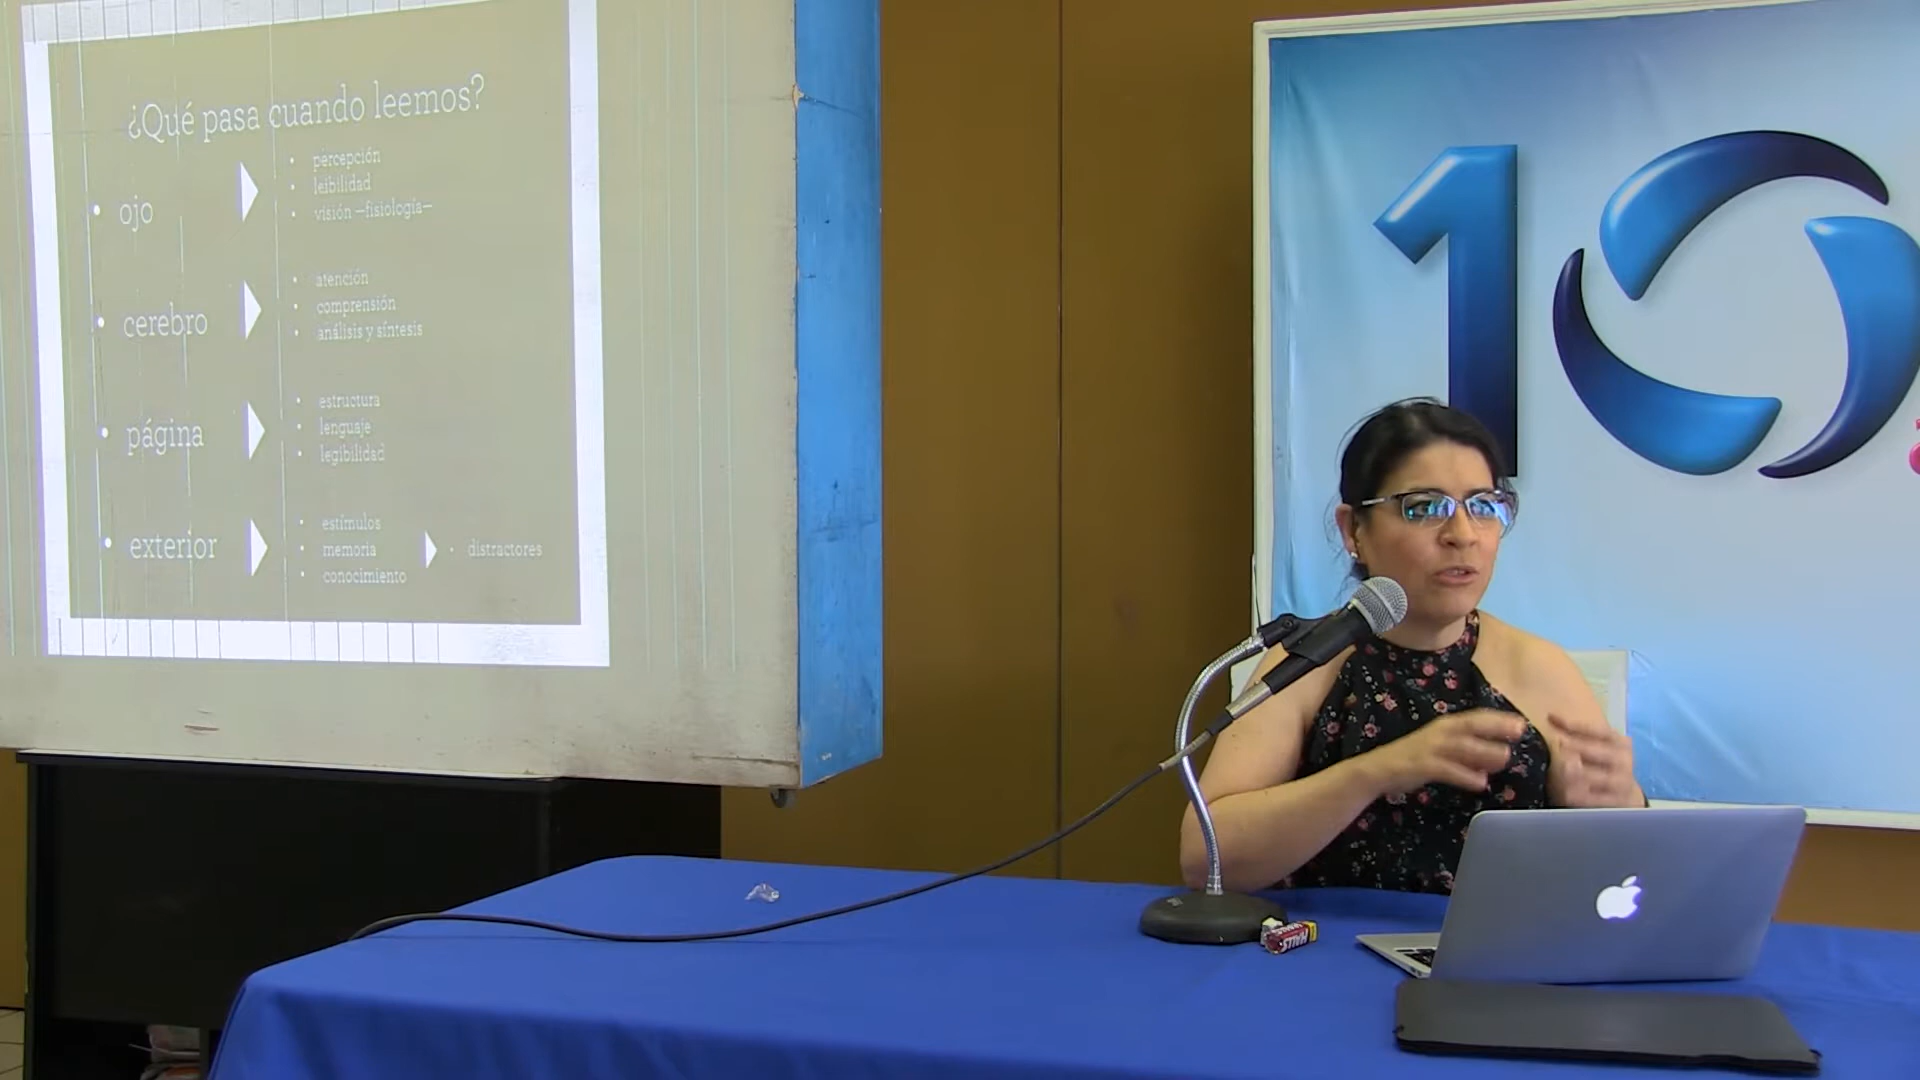 ¿Qué pasa cuando leemos?
• ojo
• percepción
• leibilidad
• visión —fisiología—
• cerebro
• atención
• comprensión
• análisis y síntesis
• página
• estructura
• lenguaje
• legibilidad
• exterior
• estímulos
• memoria
• conocimiento
• distractores
10
HALLS